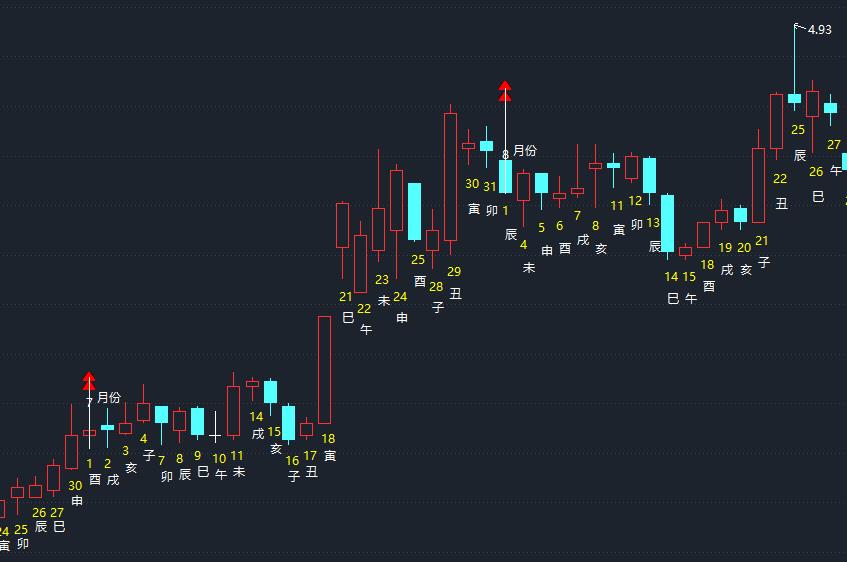 4.93
25
辰
27
午
26
巳
22
丑
8 月份
30
寅
31
卯
1
辰
4
未
5
申
6
酉
7
戌
8
亥
11
寅
12
卯
13
辰
14
巳
15
午
18
酉
19
戌
20
亥
21
子
21
巳
22
午
23
未
24
申
25
酉
28
子
29
丑
7 月份
24
寅
25
卯
26
辰
27
巳
30
申
1
酉
2
戌
3
亥
4
子
7
卯
8
辰
9
巳
10
午
11
未
14
戌
15
亥
16
子
17
丑
18
寅